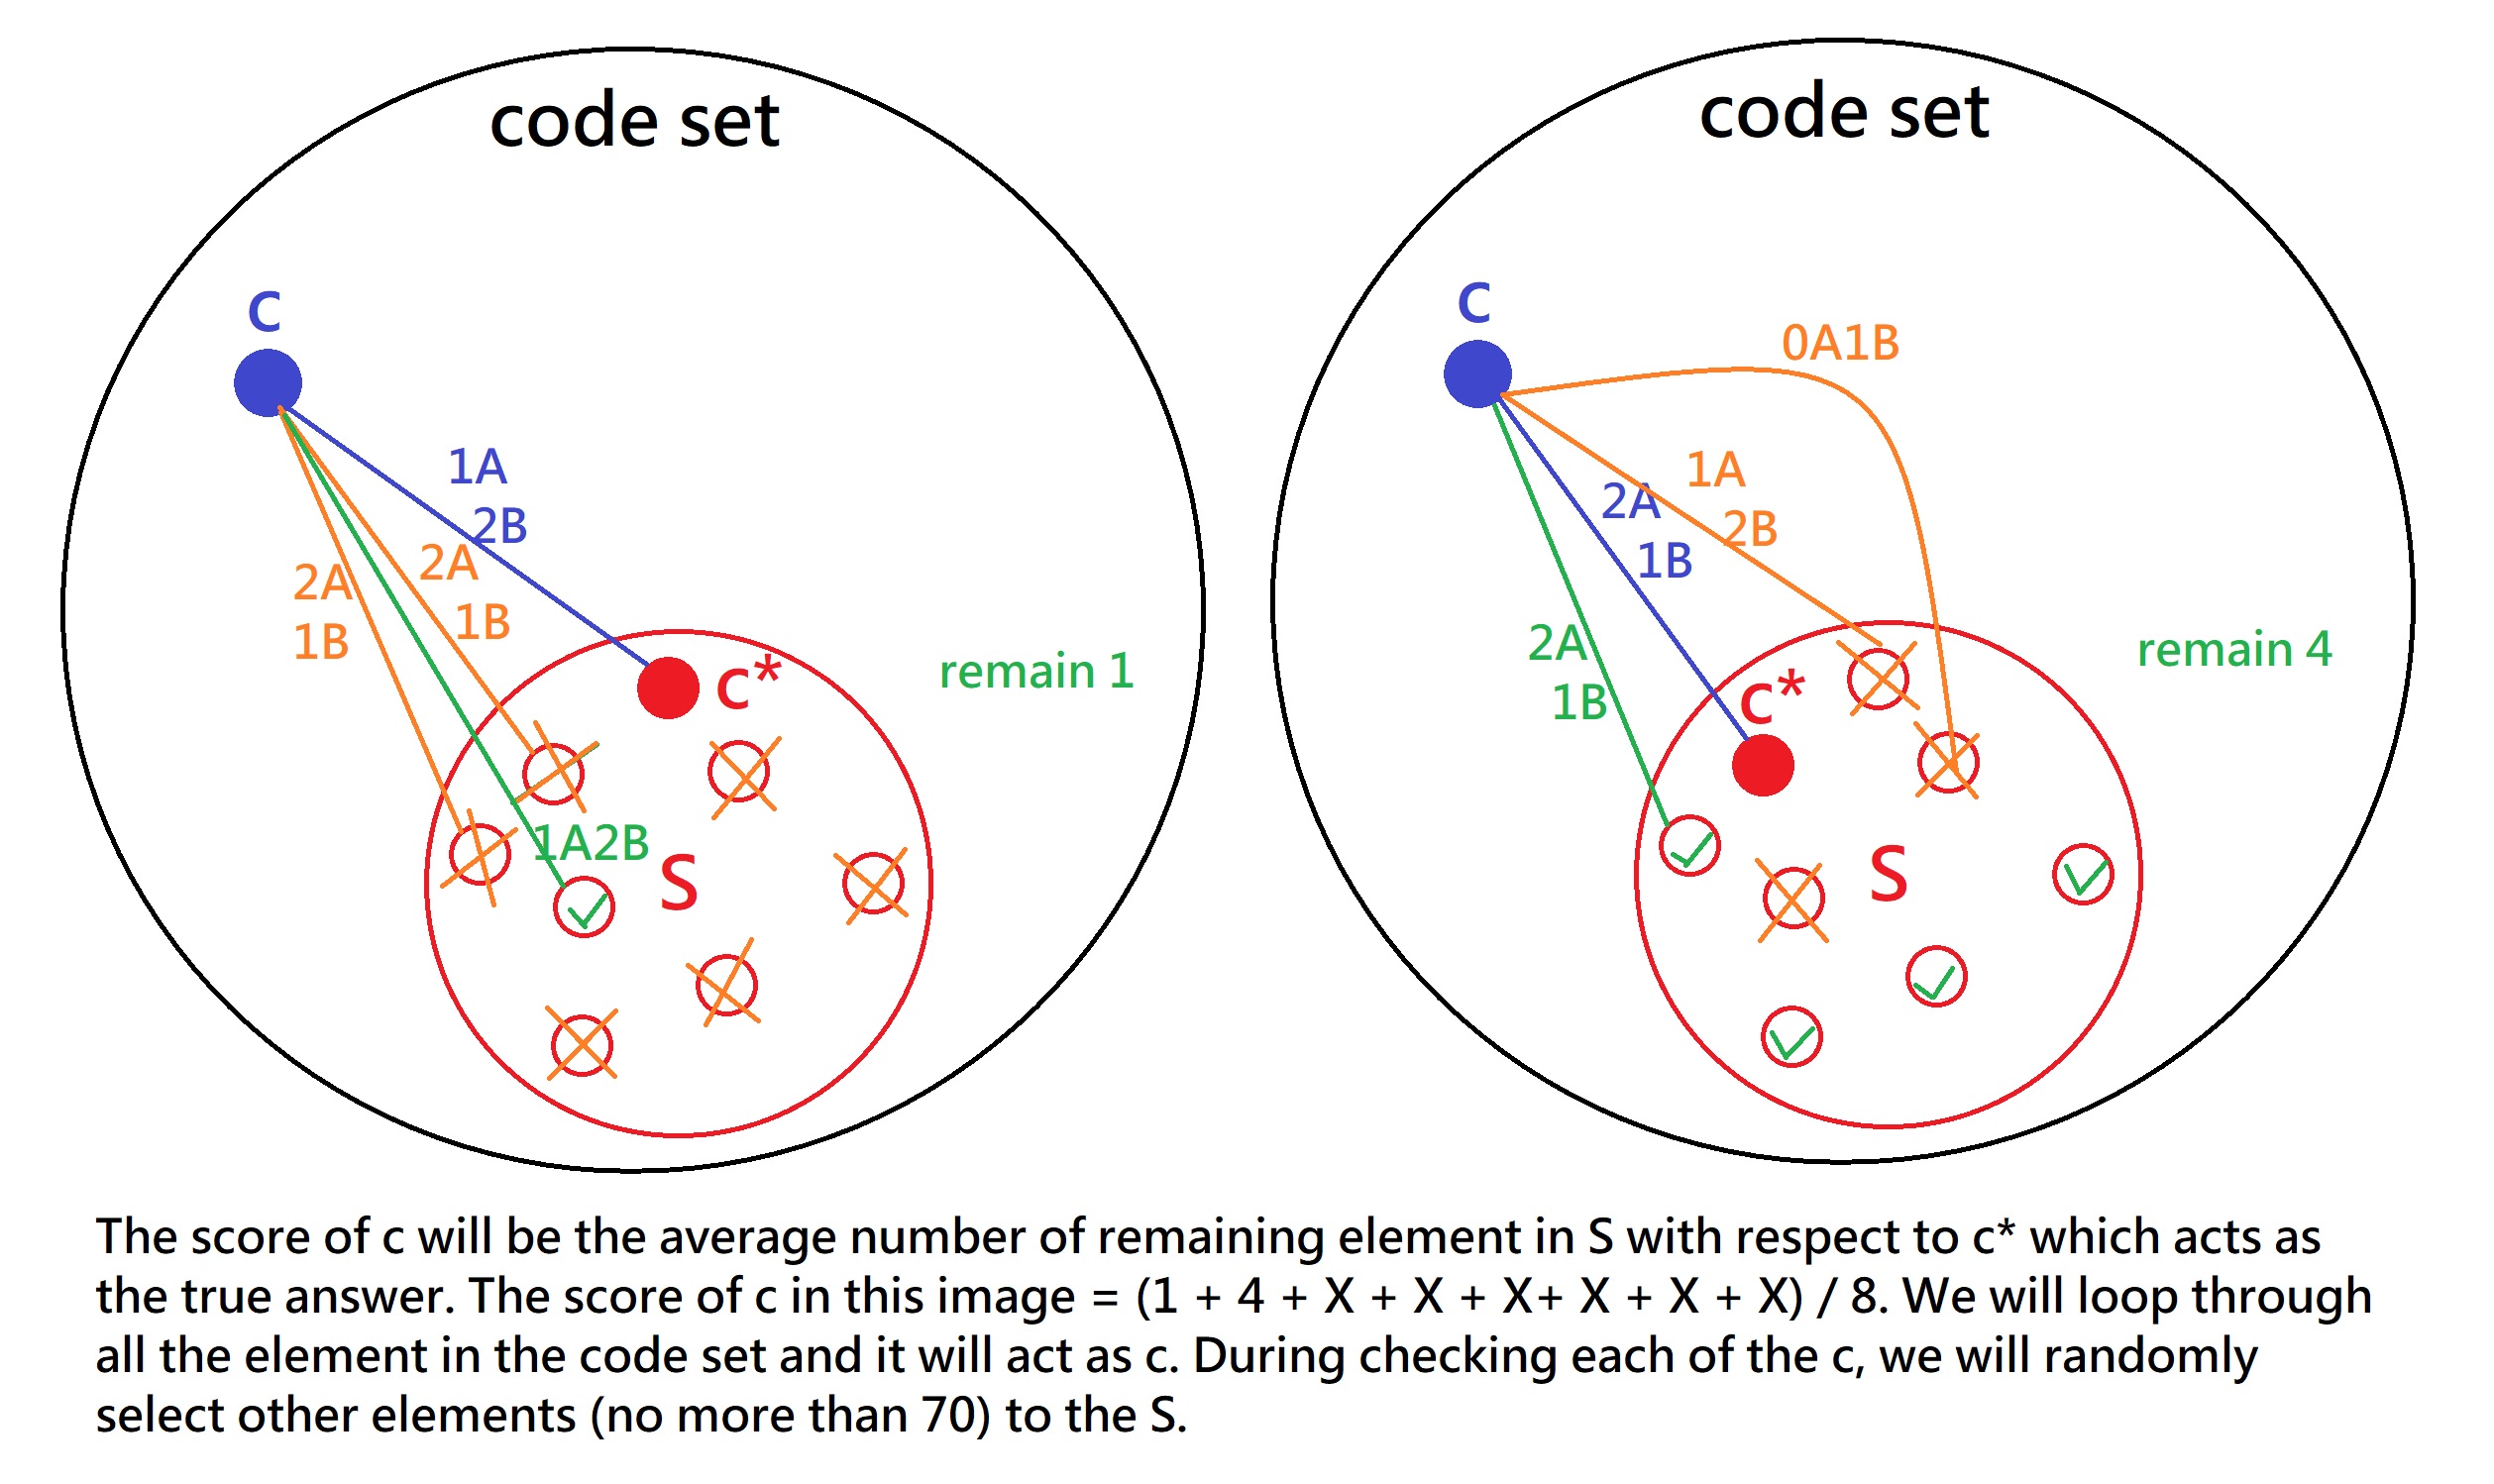 code set
C
1A
2B
2A
1B
2A
1B
1A2B
c*
S
remain 1
code set
C
0A1B
1A
2B
2A
1B
2A
1B
c*
S
remain 4
The score of c will be the average number of remaining element in S with respect to c* which acts as
the true answer. The score of c in this image = (1 + 4 + X + X + X+ X + X + X) / 8. We will loop through
all the element in the code set and it will act as c. During checking each of the c, we will randomly
select other elements (no more than 70) to the S.